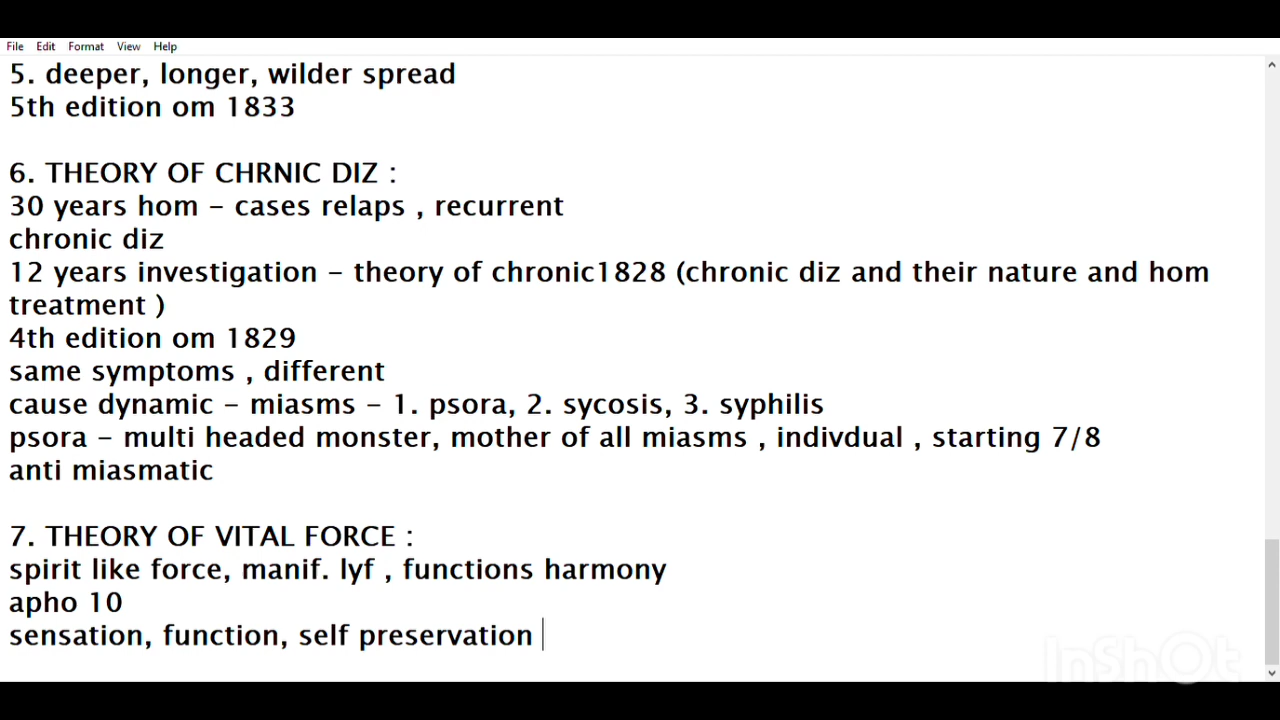 File Edit Format View Help
5. deeper, longer, wilder spread
5th edition om 1833
6. THEORY OF CHRNIC DIZ :
30 years hom - cases relaps , recurrent
chronic diz
12 years investigation - theory of chronic1828 (chronic diz and their nature and hom
treatment )
4th edition om 1829
same symptoms , different
cause dynamic - miasms - 1. psora, 2. sycosis, 3. syphilis
psora - multi headed monster, mother of all miasms , indivdual , starting 7/8
anti miasmatic
7. THEORY OF VITAL FORCE :
spirit like force, manif. lyf , functions harmony
apho 10
sensation, function, self preservation
InShOt